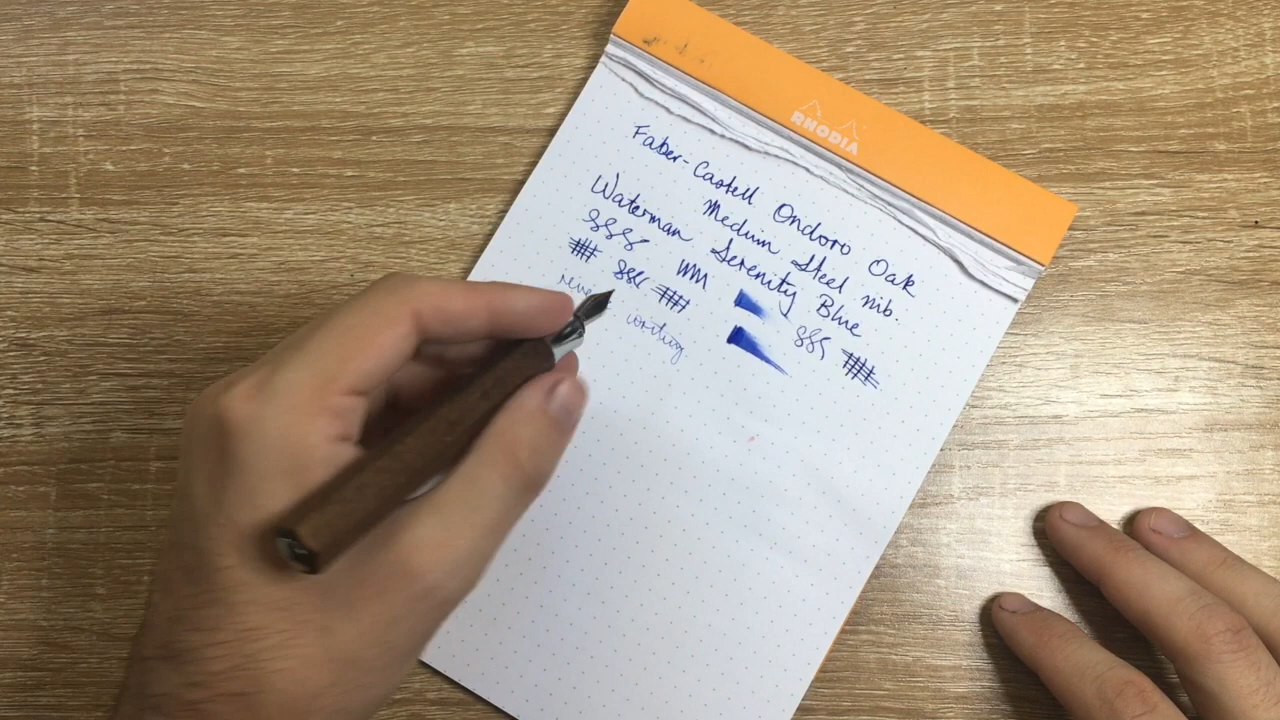 RHODIA
Faber-Castell Ondoro Oak
Medium Steel nib.
Waterman Serenity Blue
writing